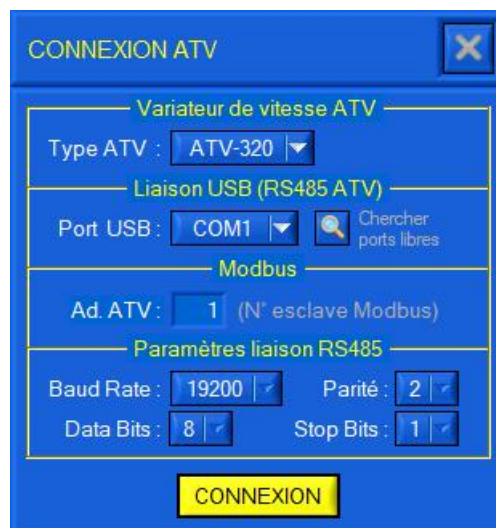 CONNEXION ATV
Variateur de vitesse ATV
Type ATV : ATV-320
Liaison USB (RS485 ATV)
Port USB : COM1 Chercher
ports libres
Modbus
Ad. ATV : 1 (N° esclave Modbus)
Paramètres liaison RS485
Baud Rate : 19200 Parité : 2
Data Bits : 8 Stop Bits : 1
CONNEXION